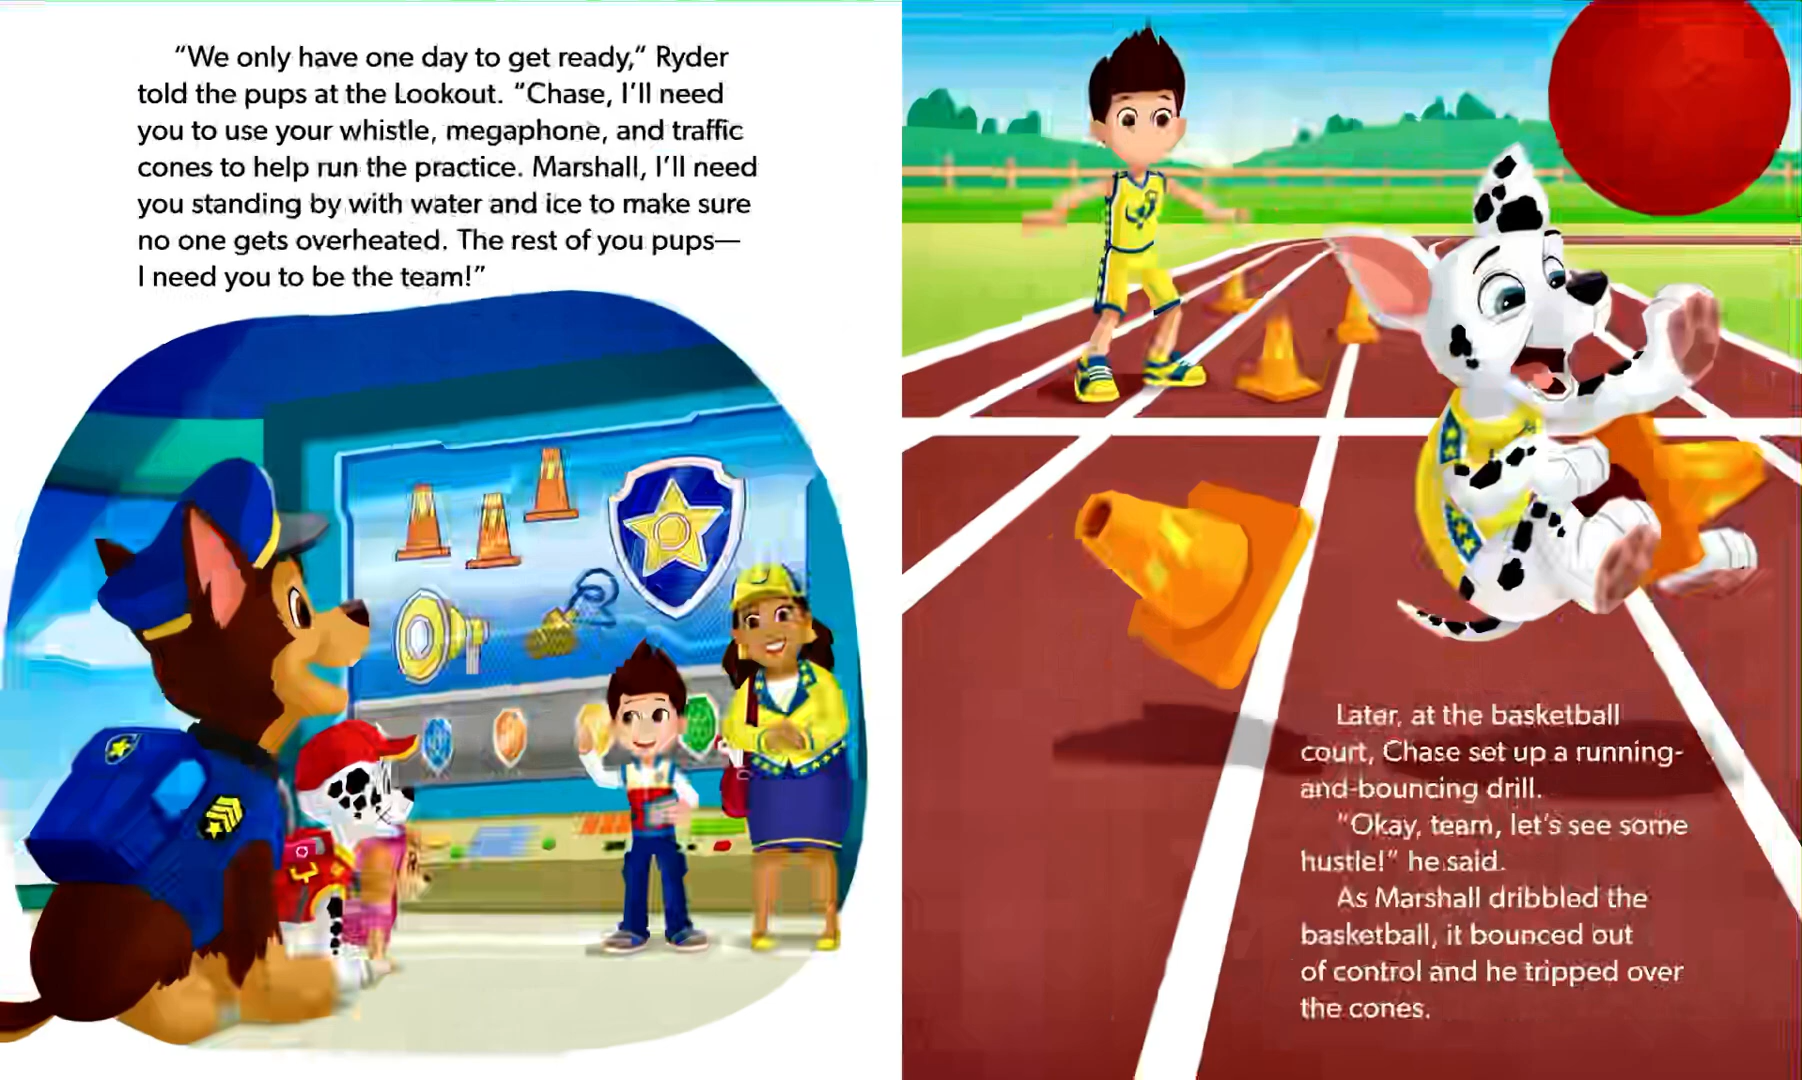 “We only have one day to get ready,“ Ryder
told the pups at the Lookout. “Chase, I’ll need
you to use your whistle, megaphone, and traffic
cones to help run the practice. Marshall, I’ll need
you standing by with water and ice to make sure
no one gets overheated. The rest of you pups—
I need you to be the team!”
Later, at the basketball
court, Chase set up a running-
and-bouncing drill.
“Okay, team, let’s see some
hustle!” he said.
As Marshall dribbled the
basketball, it bounced out
of control and he tripped over
the cones.